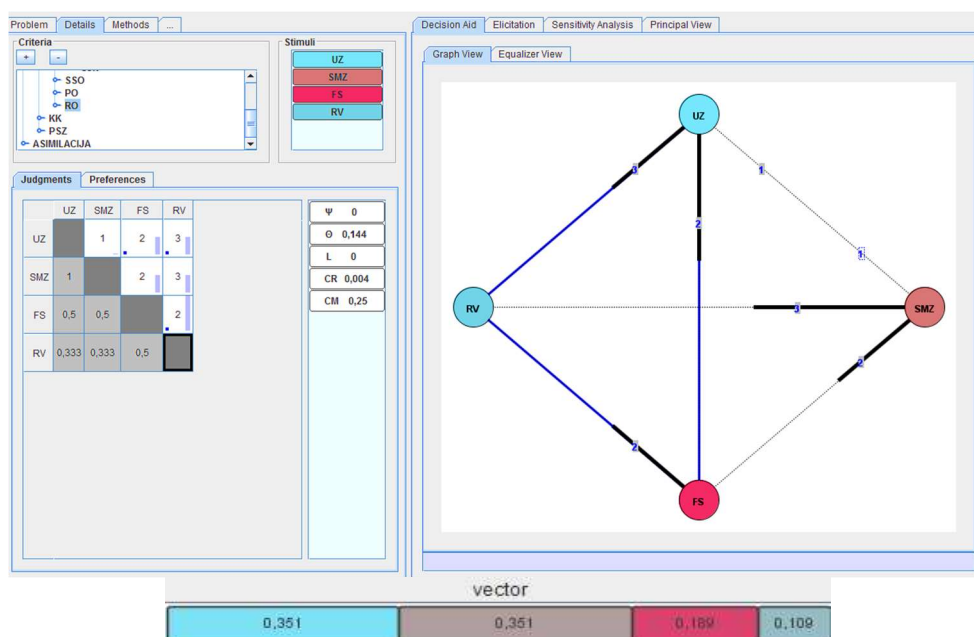 Problem Details Methods ...
Criteria
+ -
SSO
PO
RO
KK
PSZ
ASIMILACIJA
Stimuli
UZ
SMZ
FS
RV
Judgments Preferences
UZ SMZ FS RV
UZ 1 2 3
SMZ 1 2 3
FS 0,5 0,5 2
RV 0,333 0,333 0,5
Ψ 0
Θ 0,144
L 0
CR 0,004
CM 0,25
Decision Aid Elicitation Sensitivity Analysis Principal View
Graph View Equalizer View
UZ
3
1
2
1
RV
3
SMZ
2
2
FS
vector
0,351 0,351 0,189 0,109